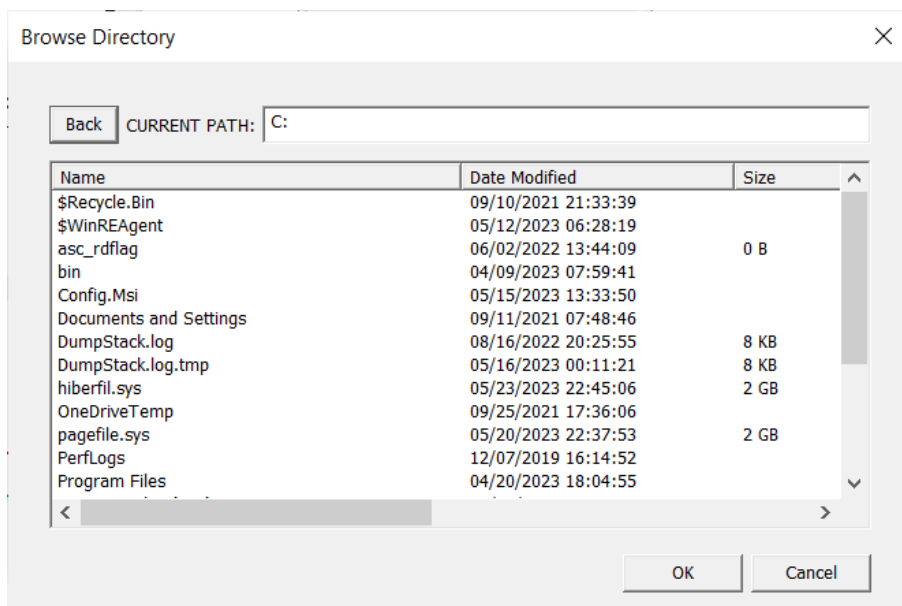 Browse Directory
Back CURRENT PATH: C:
Name Date Modified Size
$Recycle.Bin 09/10/2021 21:33:39
$WinREAgent 05/12/2023 06:28:19
asc_rdflag 06/02/2022 13:44:09 0 B
bin 04/09/2023 07:59:41
Config.Msi 05/15/2023 13:33:50
Documents and Settings 09/11/2021 07:48:46
DumpStack.log 08/16/2022 20:25:55 8 KB
DumpStack.log.tmp 05/16/2023 00:11:21 8 KB
hiberfil.sys 05/23/2023 22:45:06 2 GB
OneDriveTemp 09/25/2021 17:36:06
pagefile.sys 05/20/2023 22:37:53 2 GB
PerfLogs 12/07/2019 16:14:52
Program Files 04/20/2023 18:04:55
OK Cancel